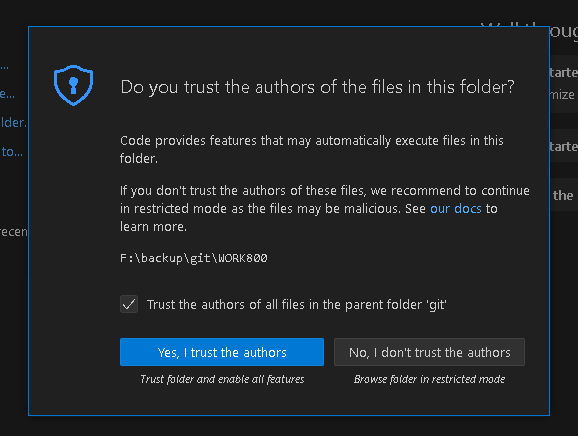 Do you trust the authors of the files in this folder?
Code provides features that may automatically execute files in this
folder.
If you don't trust the authors of these files, we recommend to continue
in restricted mode as the files may be malicious. See our docs to
learn more.
F:\backup\git\WORK800
Trust the authors of all files in the parent folder 'git'
Yes, I trust the authors
No, I don't trust the authors
Trust folder and enable all features
Browse folder in restricted mode
e...
lder...
to...
recen
tarte
mize
tarte
the